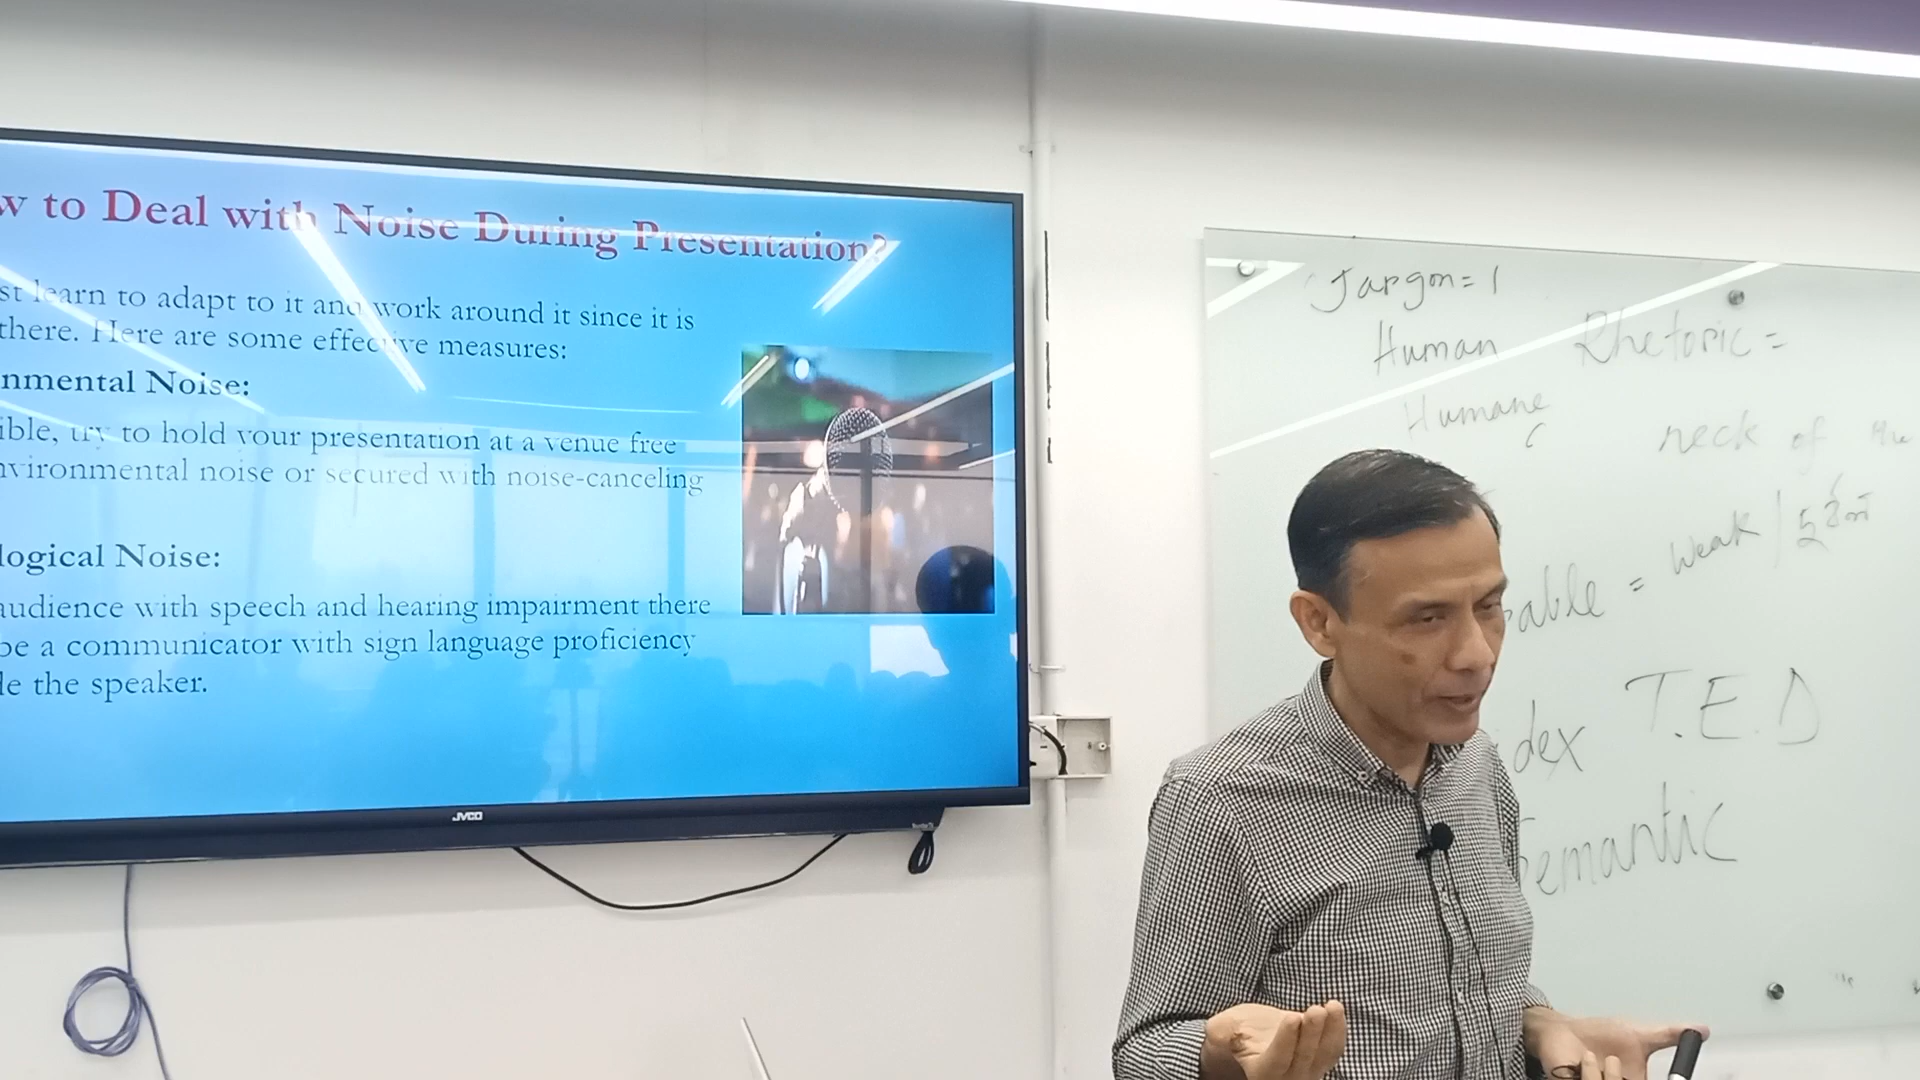 w to Deal with Noise During Presentation?
st learn to adapt to it and work around it since it is
there. Here are some effective measures:
nmental Noise:
ible, try to hold your presentation at a venue free
nvironmental noise or secured with noise-canceling
logical Noise:
audience with speech and hearing impairment there
be a communicator with sign language proficiency
le the speaker.
JVCO
Jargon = 1
Human Rhetoric =
Humane
neck of the
able = weak /
dex T.E.D
Semantic